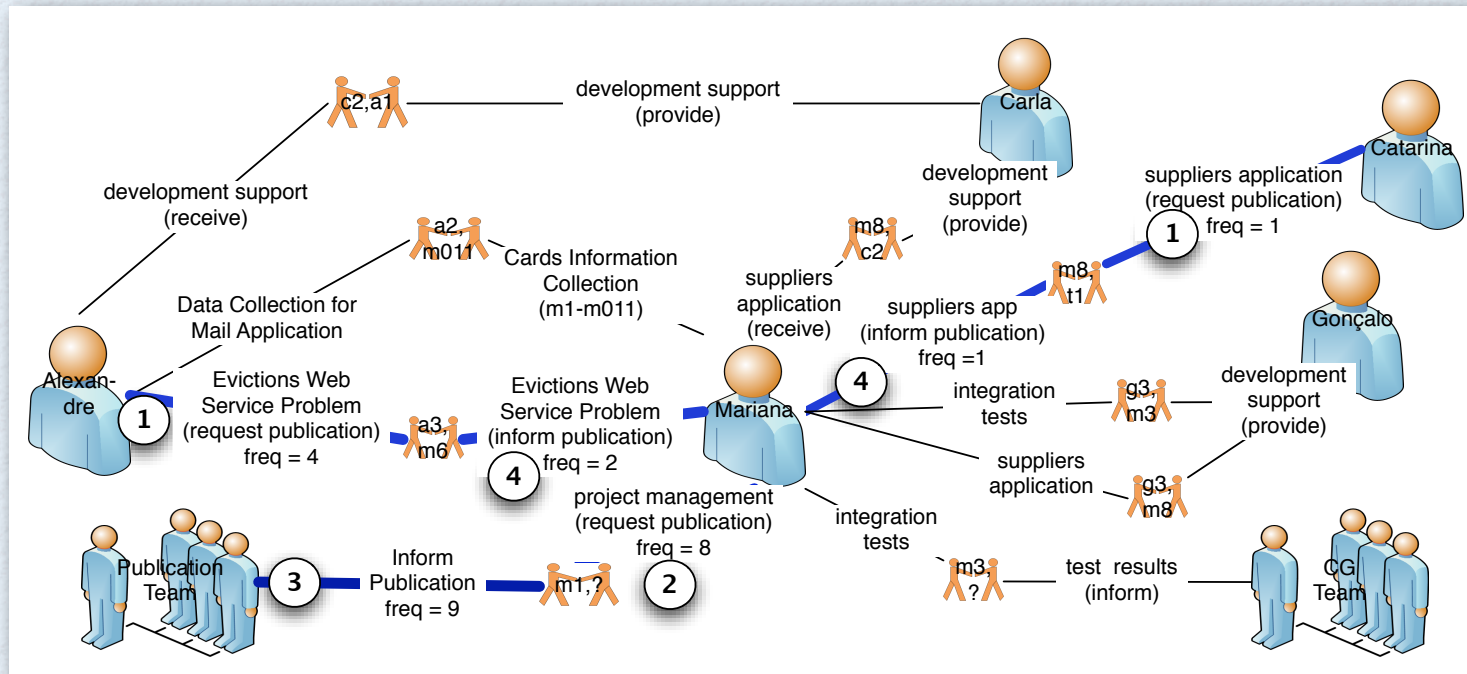 c2,a1
development support
(provide)
Carla
Catarina
development support
(receive)
a2,
m011
Cards Information
Collection
(m1-m011)
m8,
c2
development
support
(provide)
suppliers application
(request publication)
freq = 1
1
m8,
t1
suppliers
application
(receive)
suppliers app
(inform publication)
freq =1
Gonçalo
Data Collection for
Mail Application
Alexan-
dre
1
Evictions Web
Service Problem
(request publication)
freq = 4
a3,
m6
Evictions Web
Service Problem
(inform publication)
freq = 2
4
Mariana
4
integration
tests
g3,
m3
development
support
(provide)
suppliers
application
g3,
m8
project management
(request publication)
freq = 8
2
integration
tests
Publication
Team
3
Inform
Publication
freq = 9
m1,?
m3,
?
test results
(inform)
CG
Team